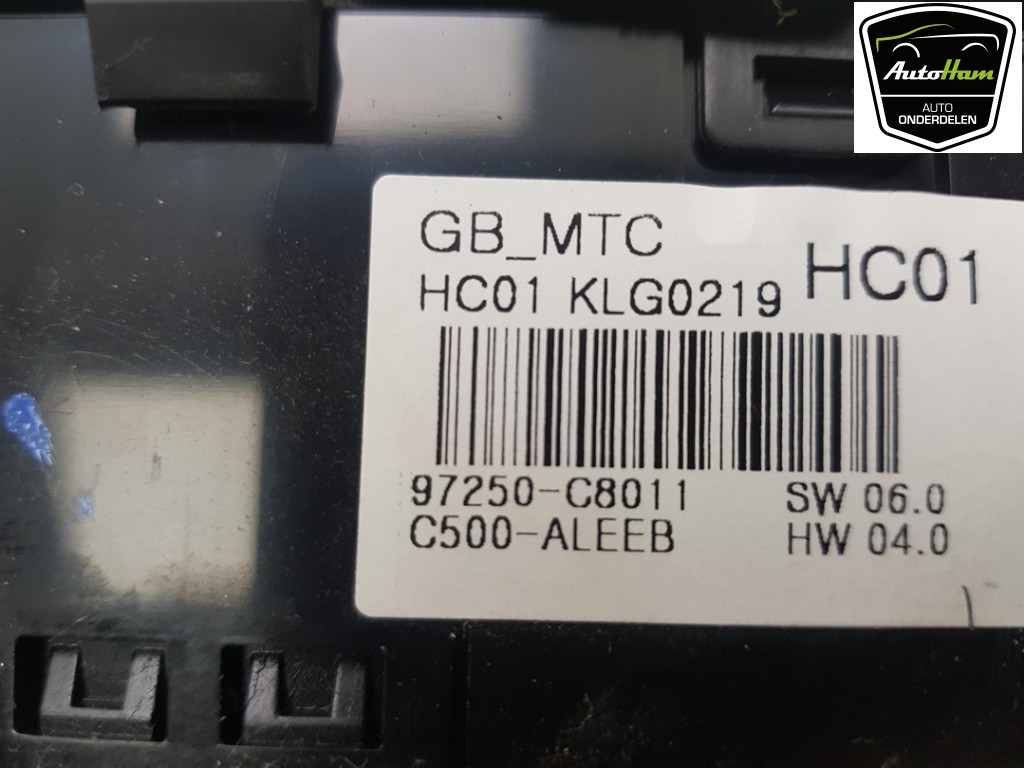 AutoHam
AUTO
ONDERDELEN
GB_MTC
HC01 KLG0219
HC01
97250-C8011
SW 06.0
C500-ALEEB
HW 04.0